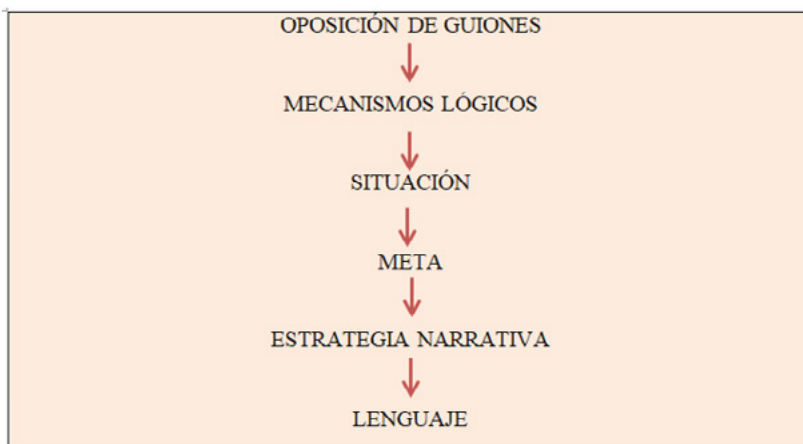 OPOSICIÓN DE GUIONES
MECANISMOS LÓGICOS
SITUACIÓN
META
ESTRATEGIA NARRATIVA
LENGUAJE